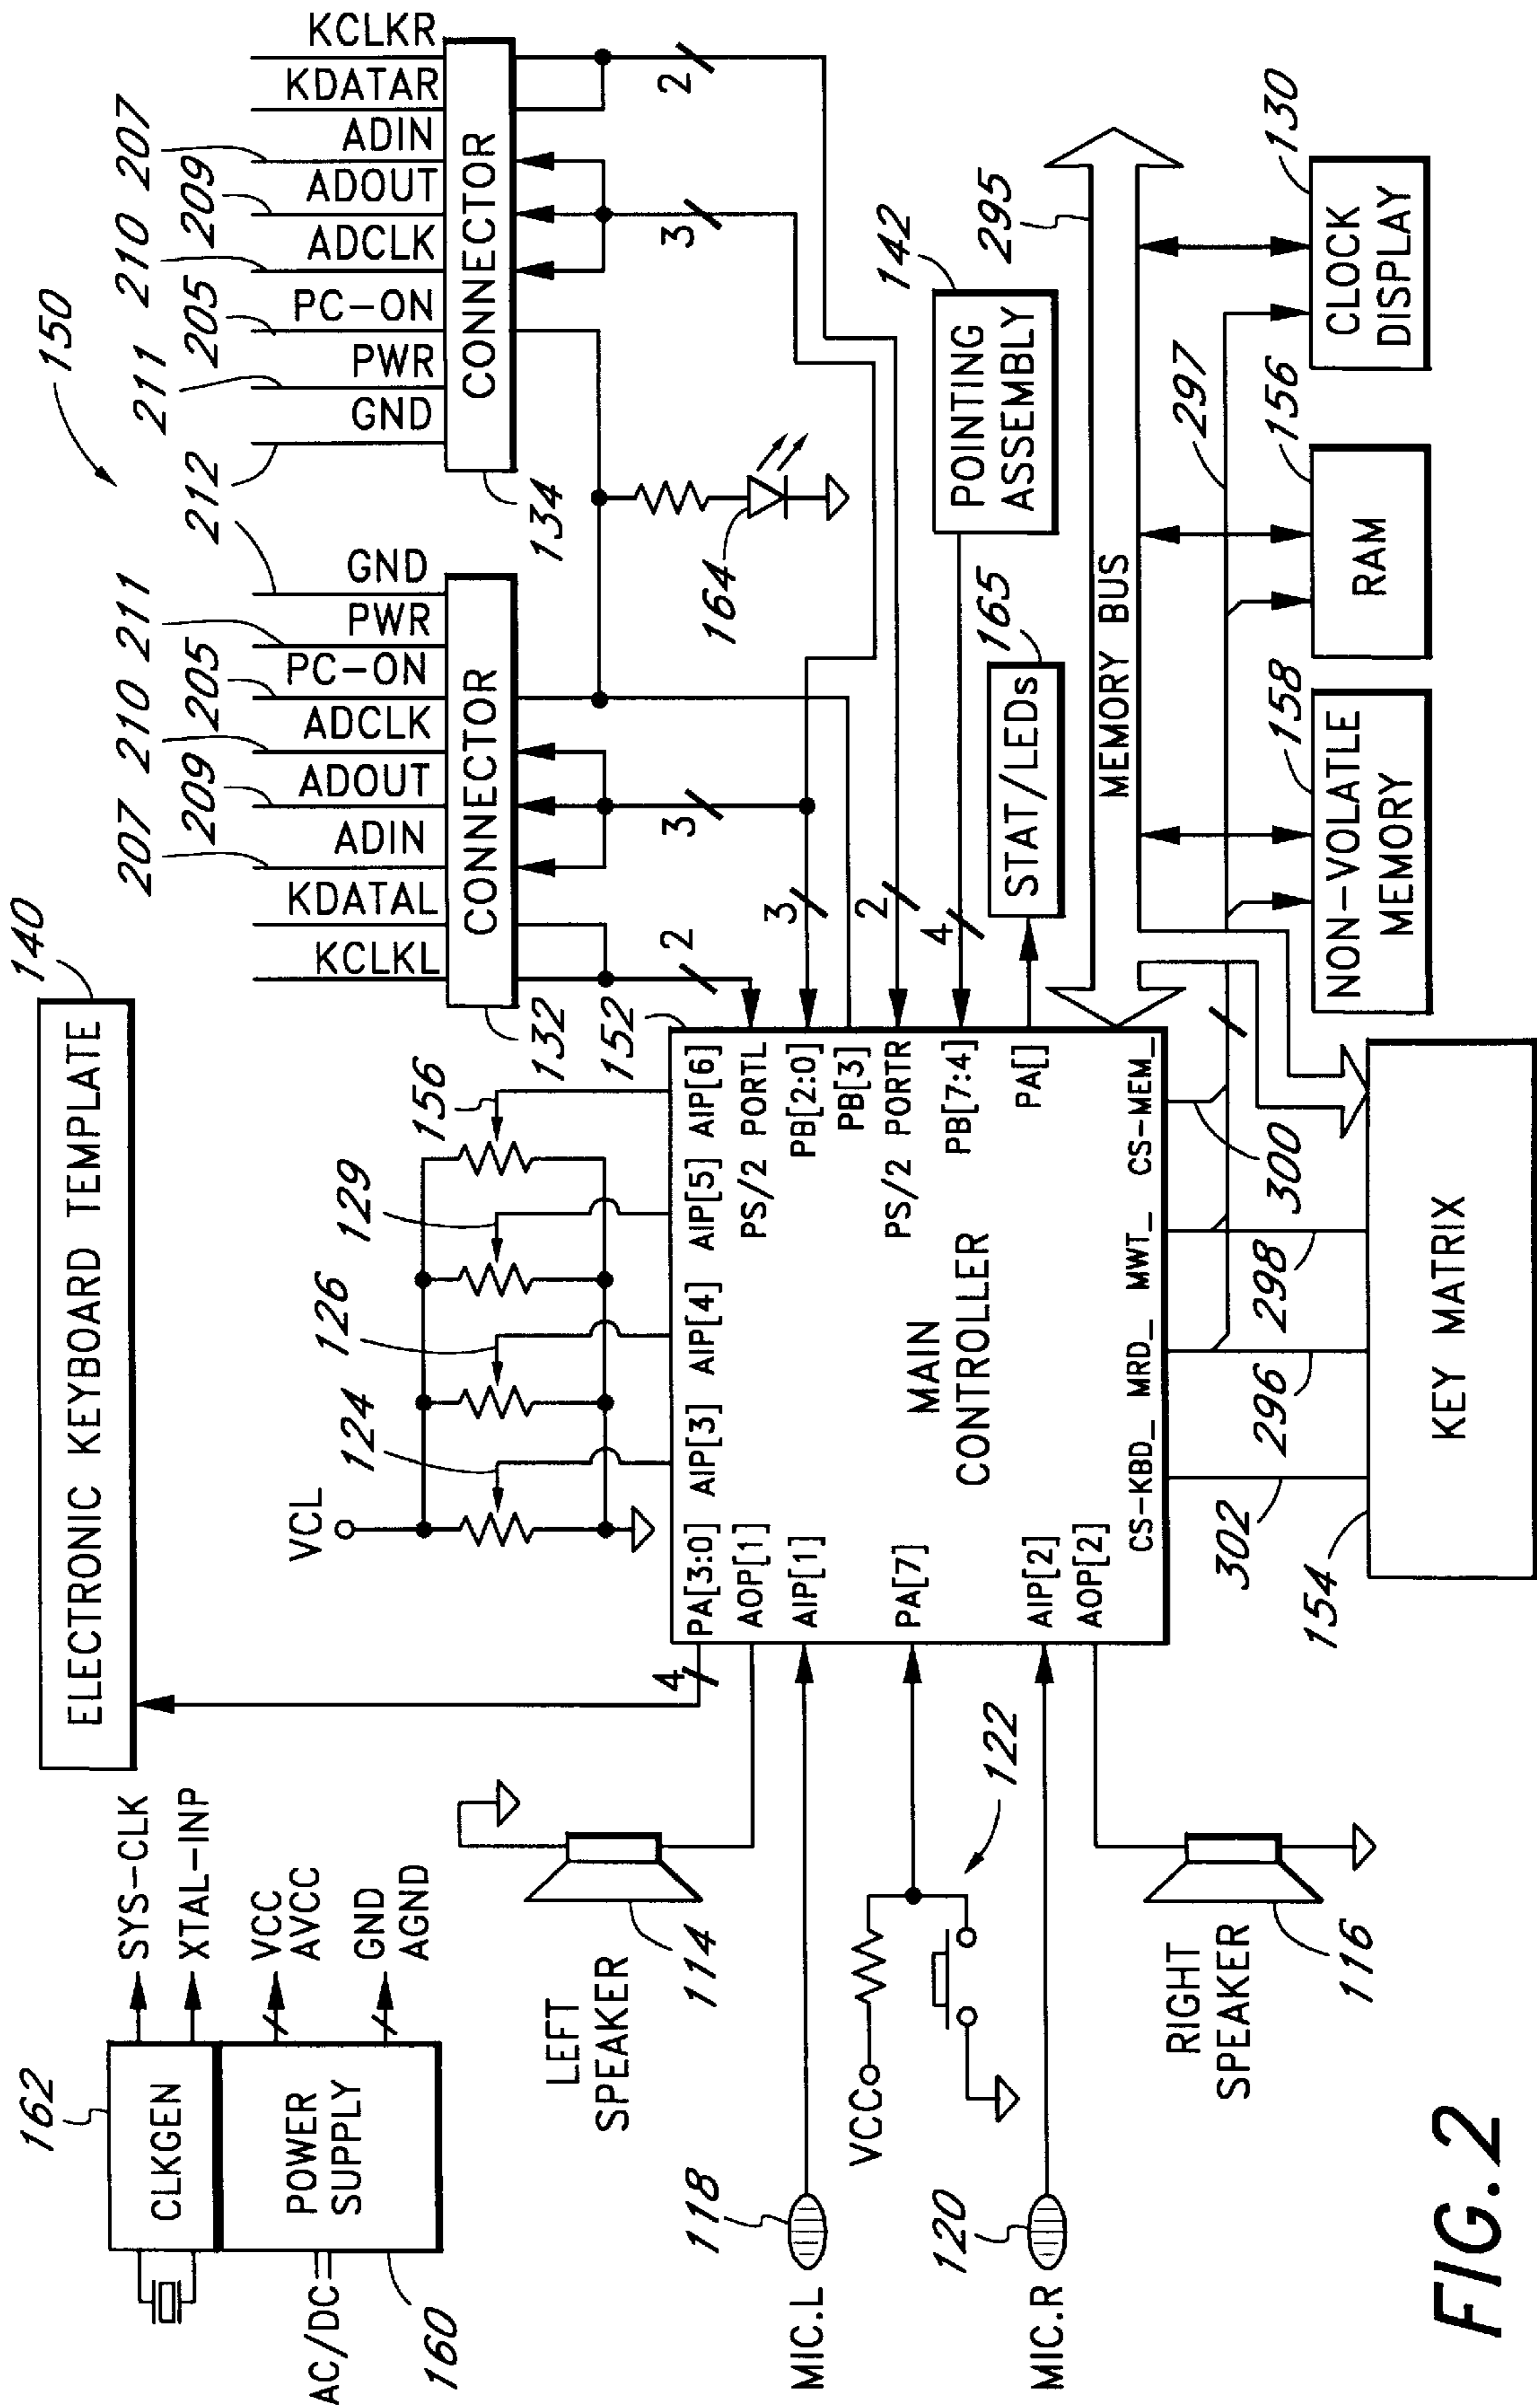 162
CLKGEN
SYS-CLK
XTAL-INP
POWER
SUPPLY
VCC
AVCC
GND
AGND
AC/DC
160
140
ELECTRONIC KEYBOARD TEMPLATE
150
207
209
210
205
211
212
KCLKL
KDATAL
ADIN
ADOUT
ADCLK
PC-ON
PWR
GND
CONNECTOR
132
212
211
205
210
209
207
GND
PWR
PC-ON
ADCLK
ADOUT
ADIN
KDATAR
KCLKR
CONNECTOR
134
2
3
3
2
164
VCL
124
126
129
156
152
LEFT
SPEAKER
114
4
PA[3:0]
AIP[3]
AIP[4]
AIP[5]
AIP[6]
AOP[1]
AIP[1]
PA[7]
AIP[2]
AOP[2]
PS/2 PORTL
PB[2:0]
PB[3]
PS/2 PORTR
PB[7:4]
PA[]
MAIN
CONTROLLER
CS-KBD_
MRD_
MWT_
CS-MEM_
3
2
4
118
MIC.L
VCC
122
120
MIC.R
RIGHT
SPEAKER
116
STAT/LEDs
165
POINTING
ASSEMBLY
142
295
MEMORY BUS
297
302
296
298
300
154
KEY MATRIX
NON-VOLATLE
MEMORY
158
RAM
156
CLOCK
DISPLAY
130
FIG.2